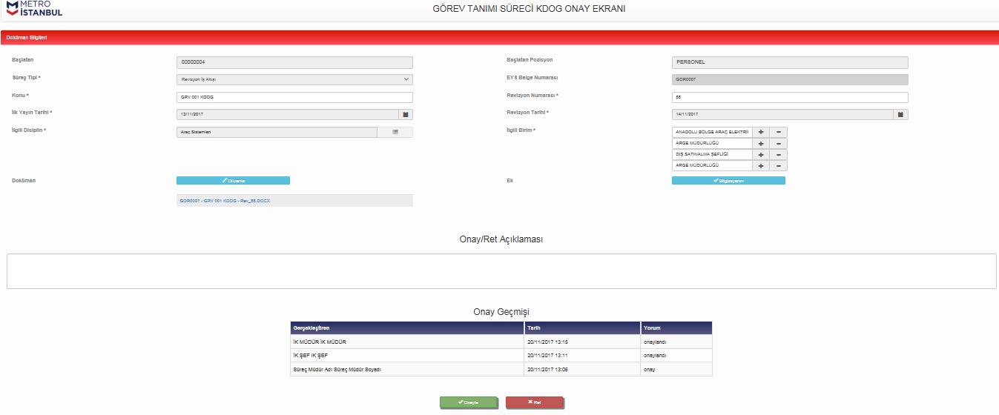 METRO
İSTANBUL
GÖREV TANIMI SÜRECİ KDOG ONAY EKRANI
Doküman Bilgileri
Başlatan
00000004
Başlatan Pozisyon
PERSONEL
Süreç Tipi *
Revizyon İş Akışı
EYS Belge Numarası
GOR0007
Konu *
GRV 001 KDOG
Revizyon Numarası *
88
İlk Yayın Tarihi *
13/11/2017
Revizyon Tarihi *
14/11/2017
İlgili Disiplin *
Araç Sistemleri
İlgili Birim *
ANADOLU BÖLGE ARAÇ ELEKTRİ
ARGE MÜDÜRLÜĞÜ
DIŞ SATINALMA ŞEFLİĞİ
ARGE MÜDÜRLÜĞÜ
Doküman
Düzenle
Ek
Bilgisayarım
GOR0007 - GRV 001 KDOG - Rev_88.DOCX
Onay/Ret Açıklaması
Onay Geçmişi
Gerçekleştiren Tarih Yorum
İK MÜDÜR İK MÜDÜR 20/11/2017 13:15 onaylandı
İK ŞEF IK ŞEF 20/11/2017 13:11 onaylandı
Süreç Müdür Adı Süreç Müdür Soyadı 20/11/2017 13:06 onay
Onayla
Ret